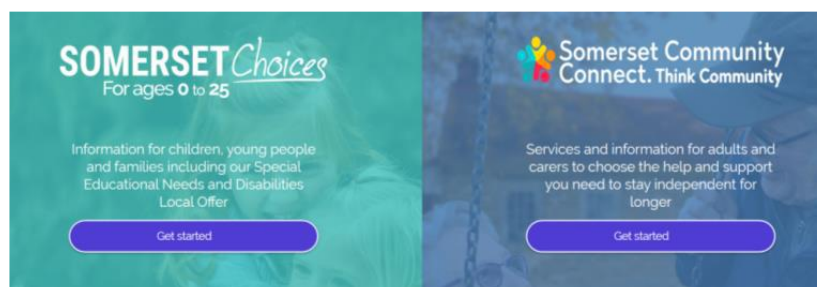 SOMERSET Choices
For ages 0 to 25
Information for children, young people
and families including our Special
Educational Needs and Disabilities
Local Offer
Get started
Somerset Community
Connect. Think Community
Services and information for adults and
carers to choose the help and support
you need to stay independent for
longer
Get started